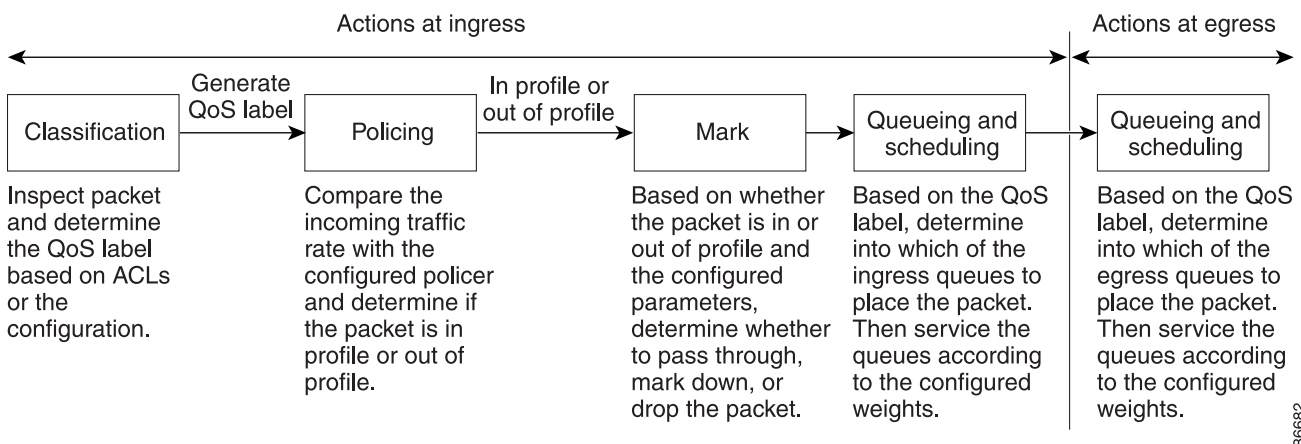 Actions at ingress
Actions at egress
Generate
QoS label
In profile or
out of profile
Classification
Policing
Mark
Queueing and
scheduling
Queueing and
scheduling
Inspect packet
and determine
the QoS label
based on ACLs
or the
configuration.
Compare the
incoming traffic
rate with the
configured policer
and determine if
the packet is in
profile or out of
profile.
Based on whether
the packet is in or
out of profile and
the configured
parameters,
determine whether
to pass through,
mark down, or
drop the packet.
Based on the QoS
label, determine
into which of the
ingress queues to
place the packet.
Then service the
queues according
to the configured
weights.
Based on the QoS
label, determine
into which of the
egress queues to
place the packet.
Then service the
queues according
to the configured
weights.